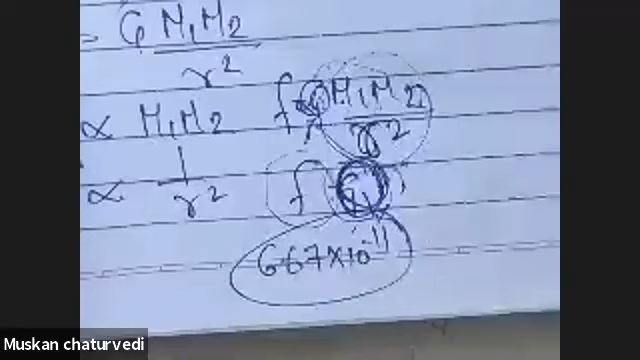 = G M1M2
r2
∝ M1M2
f ∝ M1M2
r2
∝ 1
r2
f G
6.67×10-11
Muskan chaturvedi